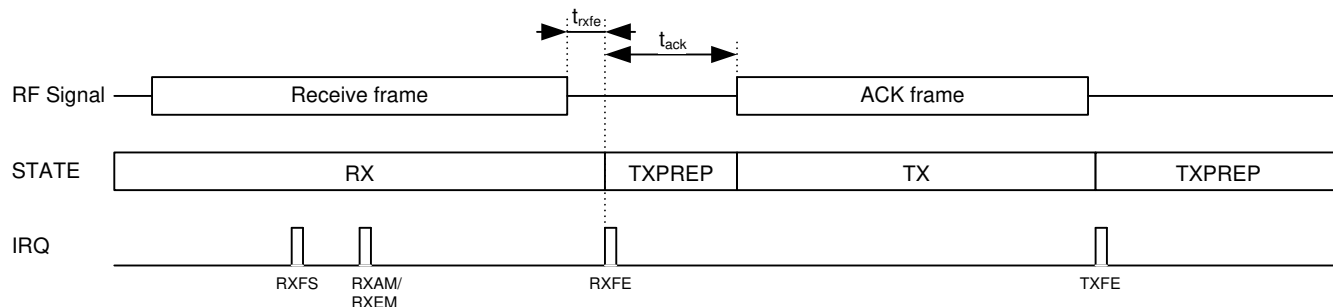 t_rxfe
t_ack
RF Signal
Receive frame
ACK frame
STATE
RX
TXPREP
TX
TXPREP
IRQ
RXFS
RXAM/
RXEM
RXFE
TXFE